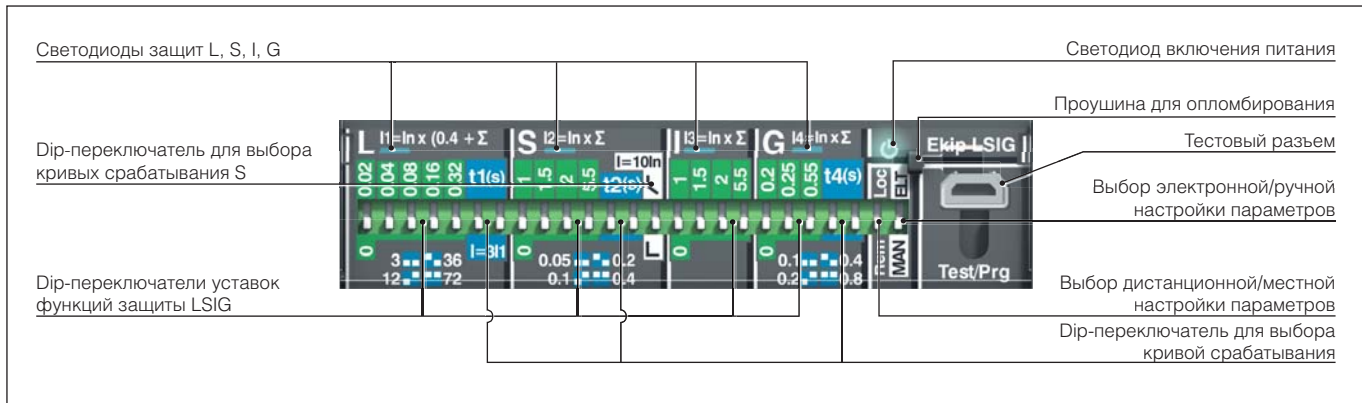 Светодиоды защит L, S, I, G
Светодиод включения питания
Проушина для опломбирования
Тестовый разъем
Dip-переключатель для выбора
кривых срабатывания S
Выбор электронной/ручной
настройки параметров
Dip-переключатели уставок
функций защиты LSIG
Выбор дистанционной/местной
настройки параметров
Dip-переключатель для выбора
кривой срабатывания
L I1=In x (0.4 + Σ
S I2=In x Σ
I I3=In x Σ
G I4=In x Σ
Ekip LSIG
I=10In
0.02 0.04 0.08 0.16 0.32 t1(s)
1 1.5 2 5.5 t2(s)
1 1.5 2 5.5
0.2 0.25 0.55 t4(s)
Loc ELT
0 I=3I1
0 L
0
0
MAN
3 36
12 72
0.05 0.2
0.1 0.4
0.1 0.4
0.2 0.8
Test/Prg